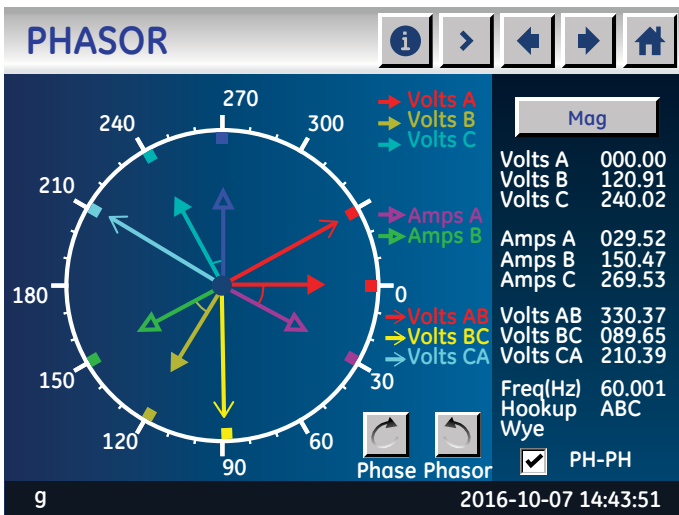 PHASOR
270
240
300
210
180
0
150
30
120
60
90
Volts A
Volts B
Volts C
Amps A
Amps B
Volts AB
Volts BC
Volts CA
Phase Phasor
Mag
Volts A 000.00
Volts B 120.91
Volts C 240.02
Amps A 029.52
Amps B 150.47
Amps C 269.53
Volts AB 330.37
Volts BC 089.65
Volts CA 210.39
Freq(Hz) 60.001
Hookup ABC
Wye
PH-PH
g
2016-10-07 14:43:51